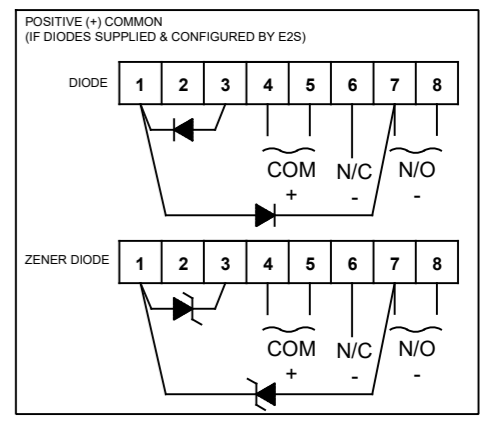 POSITIVE (+) COMMON
(IF DIODES SUPPLIED & CONFIGURED BY E2S)
DIODE 1 2 3 4 5 6 7 8
COM N/C N/O
+ - -
ZENER DIODE 1 2 3 4 5 6 7 8
COM N/C N/O
+ - -